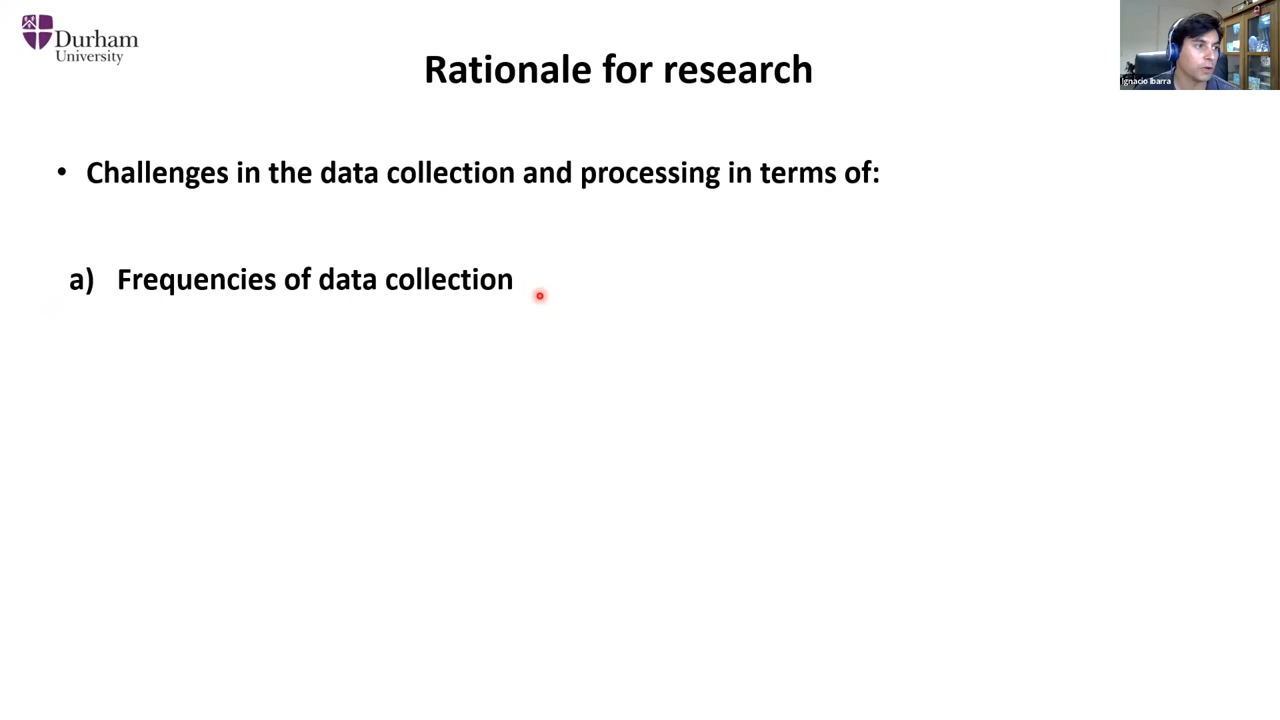 Durham
University
Rationale for research
Ignacio Ibarra
• Challenges in the data collection and processing in terms of:
a) Frequencies of data collection